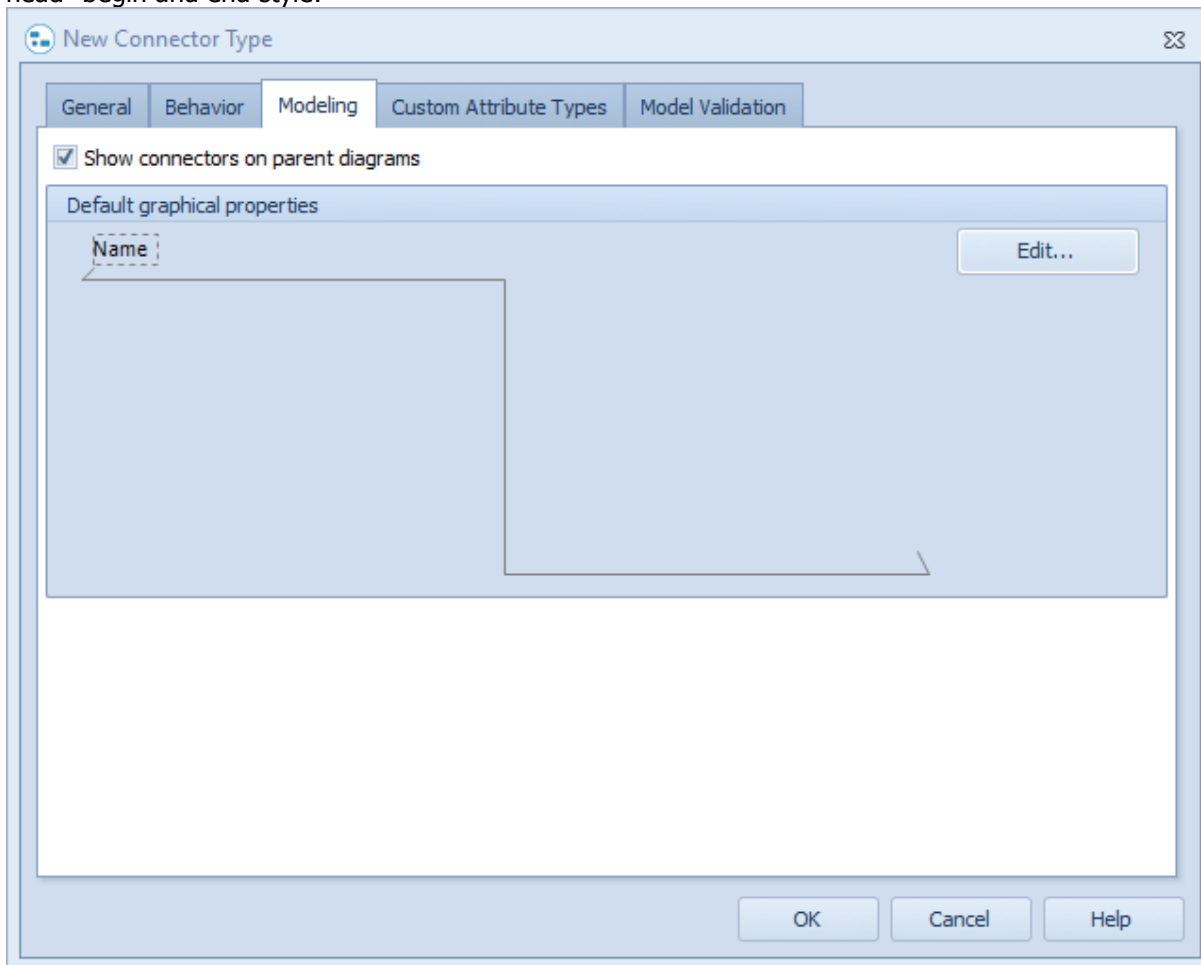 New Connector Type
General Behavior Modeling Custom Attribute Types Model Validation
Show connectors on parent diagrams
Default graphical properties
Name
Edit...
OK Cancel Help